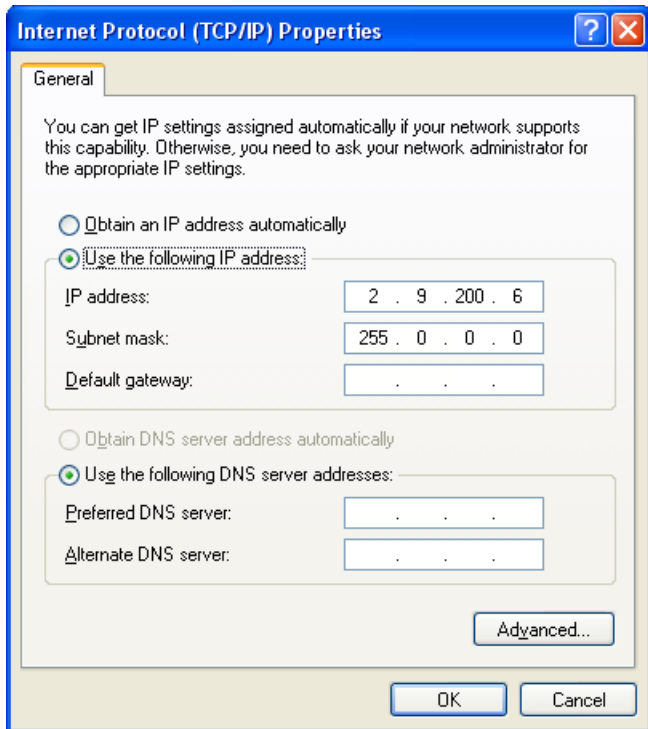 Internet Protocol (TCP/IP) Properties
General
You can get IP settings assigned automatically if your network supports
this capability. Otherwise, you need to ask your network administrator for
the appropriate IP settings.
Obtain an IP address automatically
Use the following IP address:
IP address: 2 . 9 . 200 . 6
Subnet mask: 255 . 0 . 0 . 0
Default gateway: . . .
Obtain DNS server address automatically
Use the following DNS server addresses:
Preferred DNS server: . . .
Alternate DNS server: . . .
Advanced...
OK Cancel